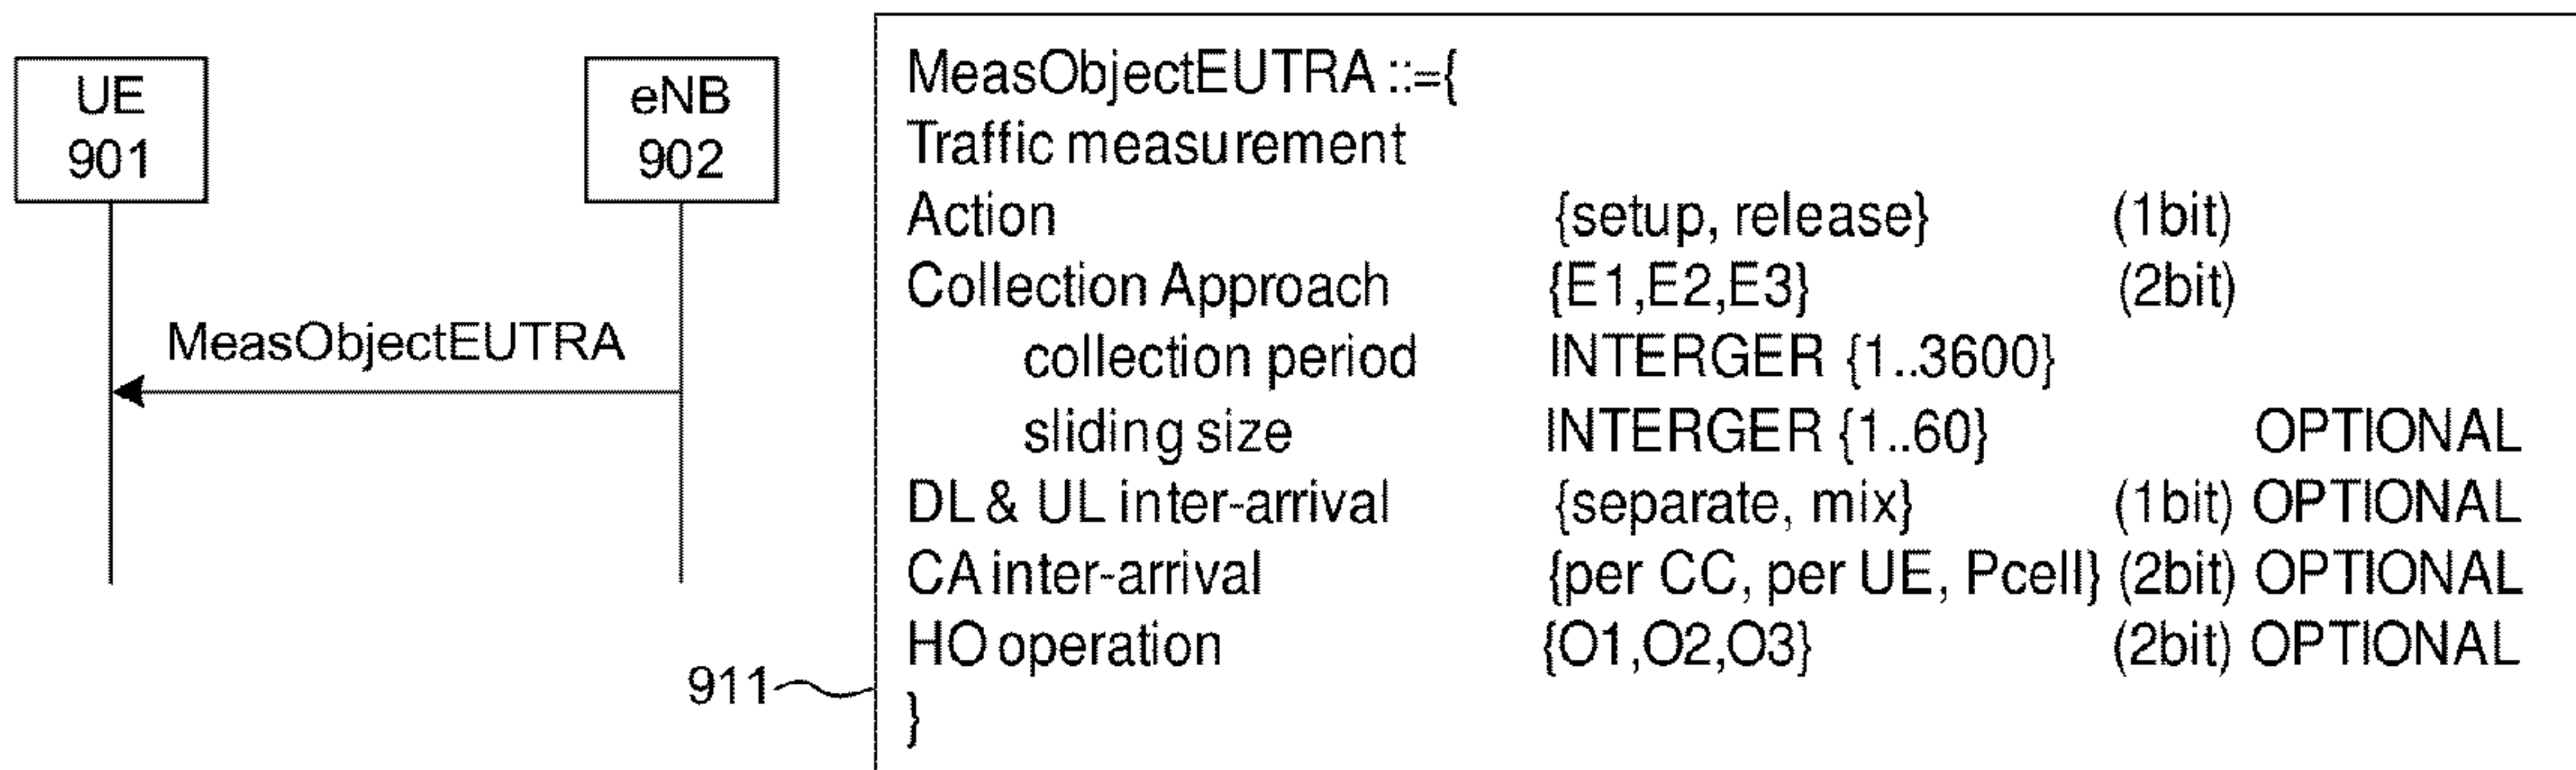 UE
901
eNB
902
MeasObjectEUTRA
911
MeasObjectEUTRA ::={
Traffic measurement
Action {setup, release} (1bit)
Collection Approach {E1,E2,E3} (2bit)
collection period INTERGER {1..3600}
sliding size INTERGER {1..60} OPTIONAL
DL & UL inter-arrival {separate, mix} (1bit) OPTIONAL
CA inter-arrival {per CC, per UE, Pcell} (2bit) OPTIONAL
HO operation {O1,O2,O3} (2bit) OPTIONAL
}